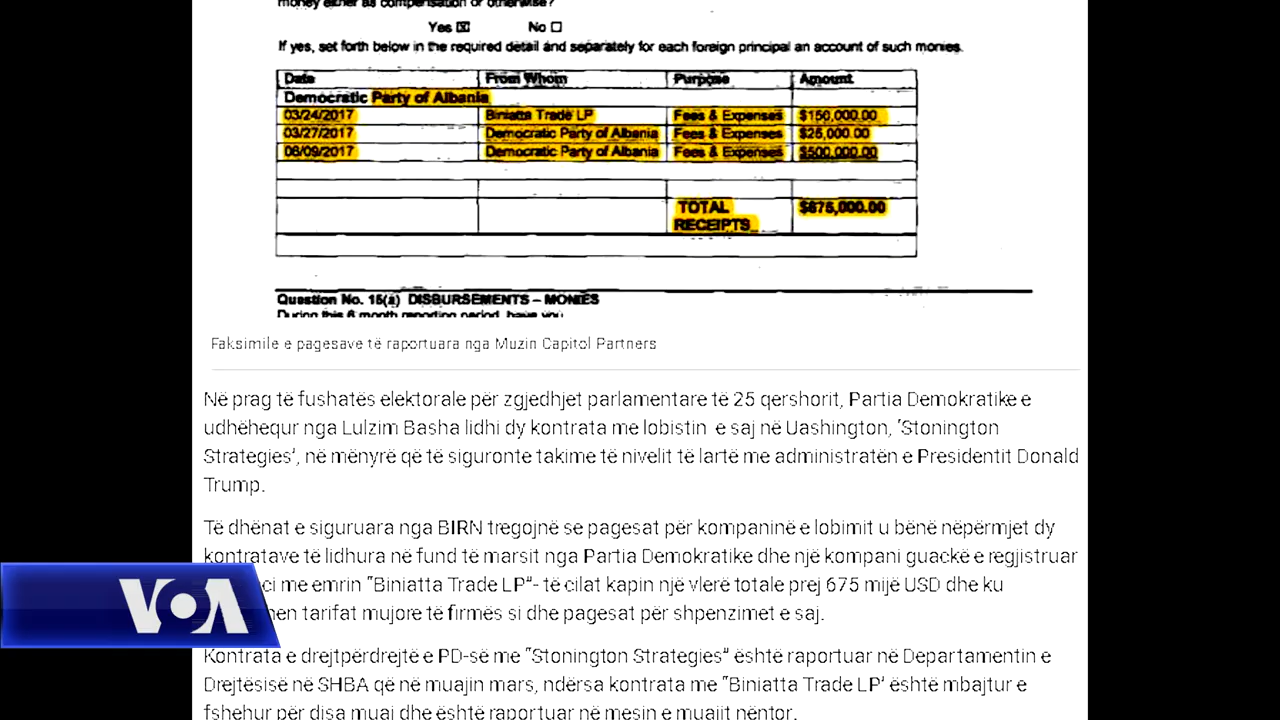 money either as compensation or otherwise?
Yes ☒ No ☐
If yes, set forth below in the required detail and separately for each foreign principal an account of such monies.
Date From Whom Purpose Amount
Democratic Party of Albania
03/24/2017 Biniatta Trade LP Fees & Expenses $150,000.00
03/27/2017 Democratic Party of Albania Fees & Expenses $25,000.00
06/09/2017 Democratic Party of Albania Fees & Expenses $500,000.00
TOTAL $675,000.00
RECEIPTS
Question No. 15(a) DISBURSEMENTS – MONIES
During this 6 month reporting period, have you
Faksimile e pagesave të raportuara nga Muzin Capitol Partners
Në prag të fushatës elektorale për zgjedhjet parlamentare të 25 qershorit, Partia Demokratike e
udhëhequr nga Lulzim Basha lidhi dy kontrata me lobistin e saj në Uashington, ‘Stonington
Strategies’, në mënyrë që të siguronte takime të nivelit të lartë me administratën e Presidentit Donald
Trump.
Të dhënat e siguruara nga BIRN tregojnë se pagesat për kompaninë e lobimit u bënë nëpërmjet dy
kontratave të lidhura në fund të marsit nga Partia Demokratike dhe një kompani guackë e regjistruar
ci me emrin “Biniatta Trade LP”- të cilat kapin një vlerë totale prej 675 mijë USD dhe ku
hen tarifat mujore të firmës si dhe pagesat për shpenzimet e saj.
VOA
Kontrata e drejtpërdrejtë e PD-së me “Stonington Strategies” është raportuar në Departamentin e
Drejtësisë në SHBA që në muajin mars, ndërsa kontrata me “Biniatta Trade LP’ është mbajtur e
fshehur për disa muaj dhe është raportuar në mesin e muajit nëntor.